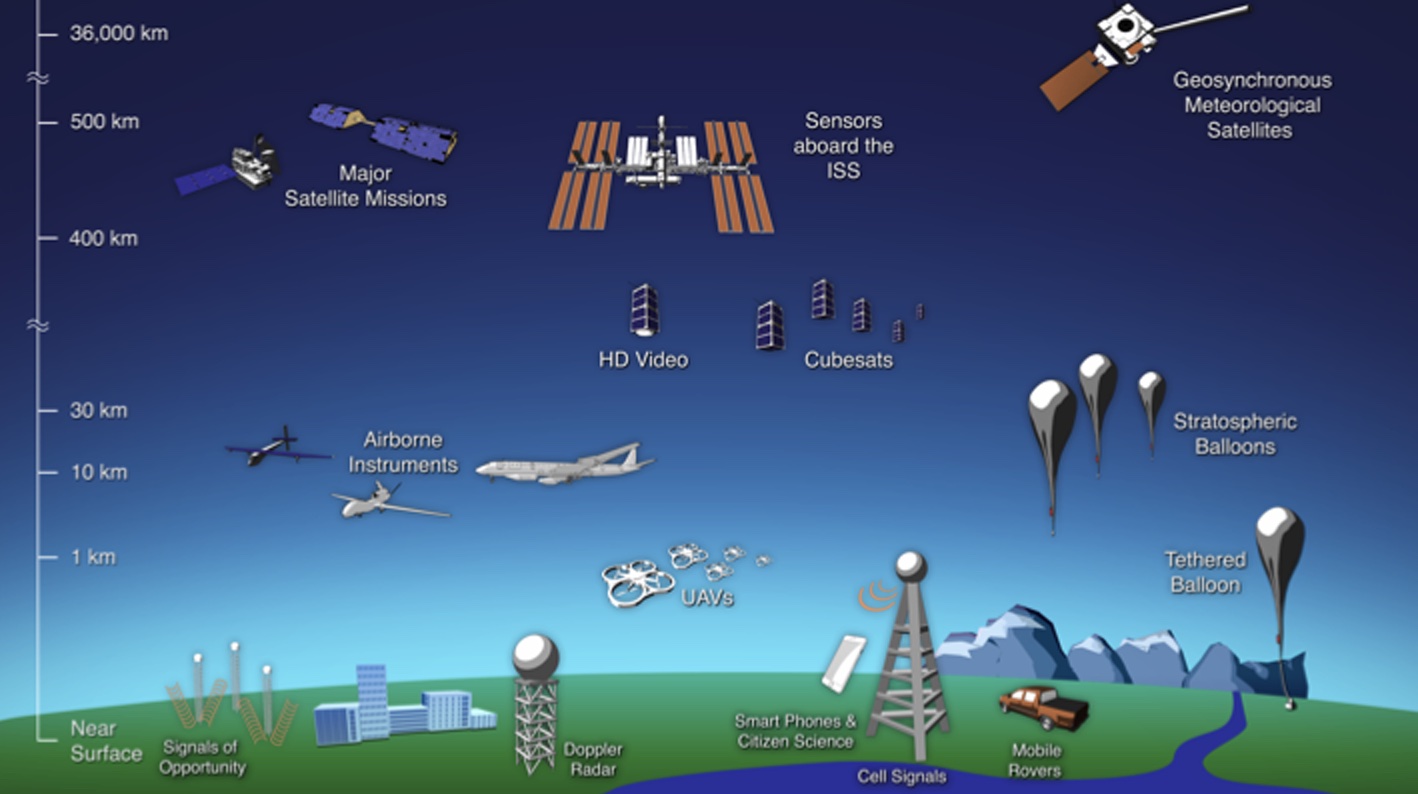 36,000 km
Geosynchronous
Meteorological
Satellites
500 km
Sensors
aboard the
ISS
Major
Satellite Missions
400 km
HD Video
Cubesats
30 km
Stratospheric
Balloons
Airborne
Instruments
10 km
1 km
Tethered
Balloon
UAVs
Near
Surface
Signals of
Opportunity
Doppler
Radar
Smart Phones &
Citizen Science
Cell Signals
Mobile
Rovers